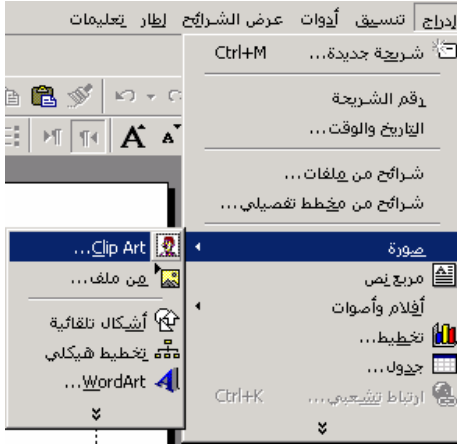 إدراج تنسيق أدوات عرض الشرائح إطار تعليمات
شريحة جديدة... Ctrl+M
رقم الشريحة
التاريخ والوقت...
شرائح من ملفات...
شرائح من مخطط تفصيلي...
صورة
مربع نص
أفلام وأصوات
تخطيط...
جدول...
ارتباط تشعبي... Ctrl+K
Clip Art...
من ملف...
أشكال تلقائية
تخطيط هيكلي
WordArt...